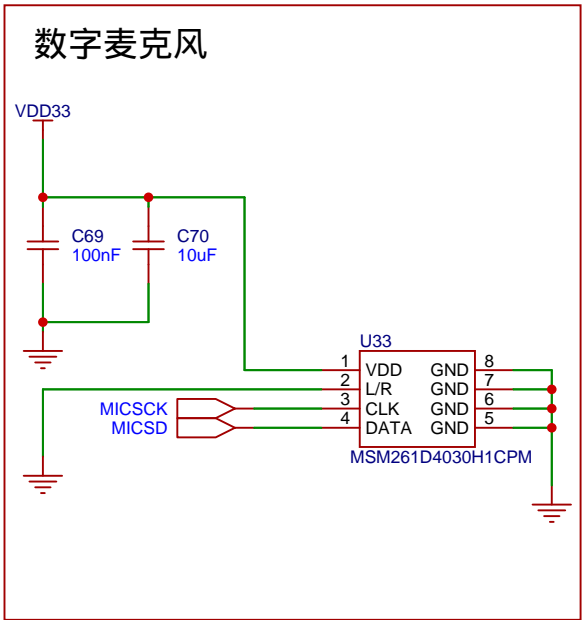 数字麦克风
VDD33
C69
100nF
C70
10uF
U33
1 VDD GND 8
2 L/R GND 7
MICSCK 3 CLK GND 6
MICSD 4 DATA GND 5
MSM261D4030H1CPM